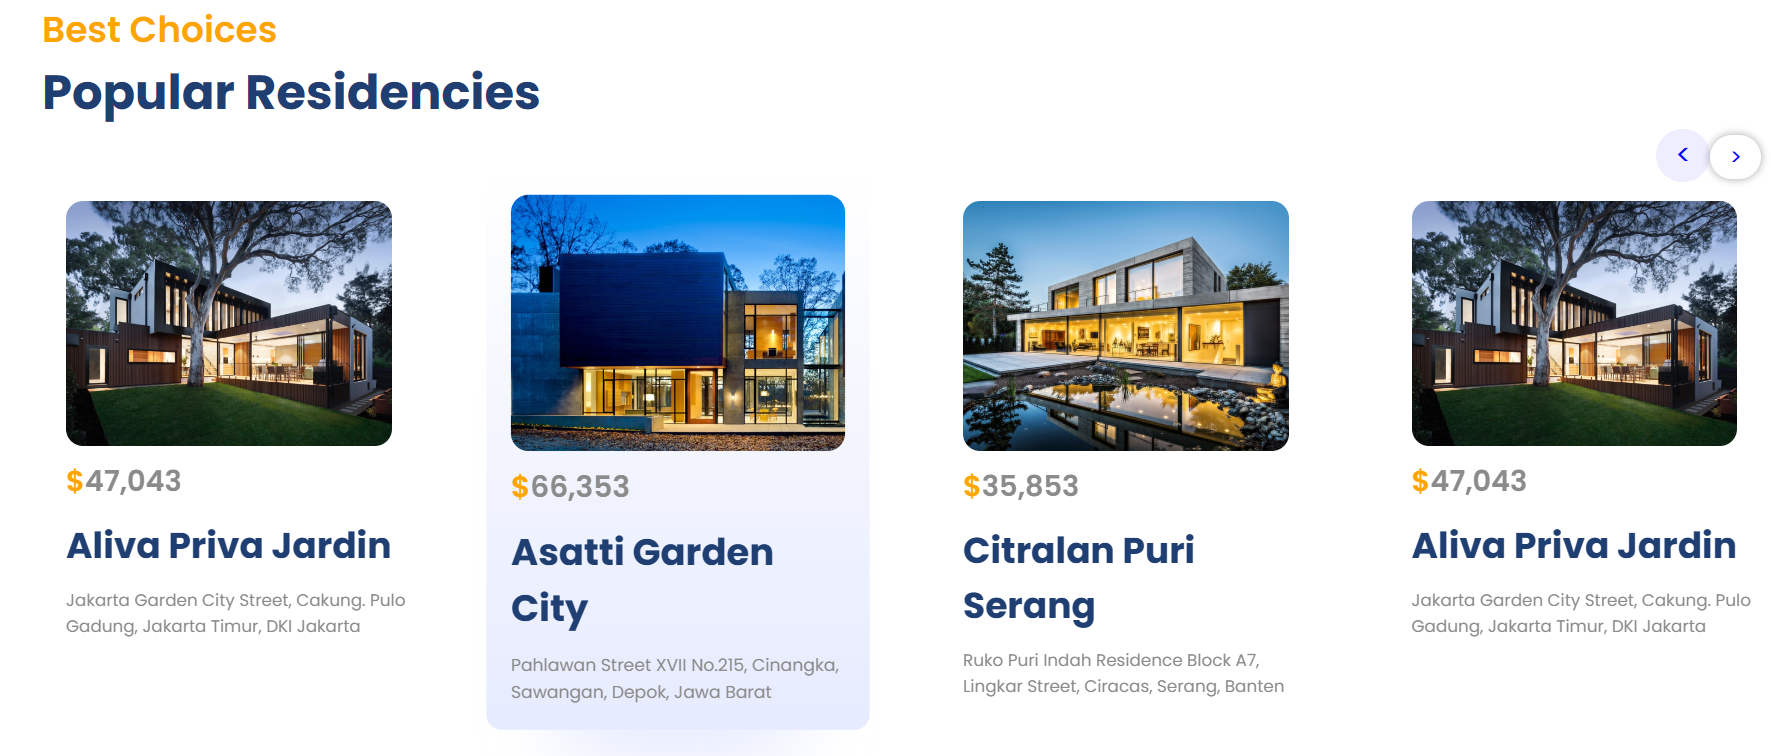 Best Choices
Popular Residencies
< >
$47,043
Aliva Priva Jardin
Jakarta Garden City Street, Cakung. Pulo
Gadung, Jakarta Timur, DKI Jakarta
$66,353
Asatti Garden
City
Pahlawan Street XVII No.215, Cinangka,
Sawangan, Depok, Jawa Barat
$35,853
Citralan Puri
Serang
Ruko Puri Indah Residence Block A7,
Lingkar Street, Ciracas, Serang, Banten
$47,043
Aliva Priva Jardin
Jakarta Garden City Street, Cakung. Pulo
Gadung, Jakarta Timur, DKI Jakarta